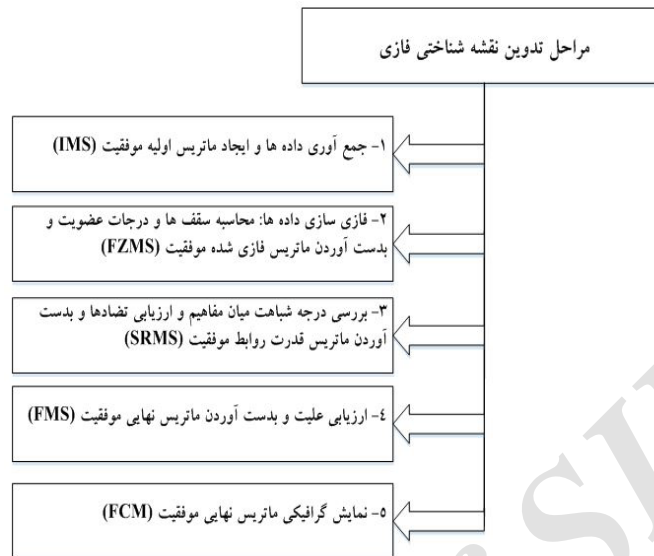 مراحل تدوین نقشه شناختی فازی
۱- جمع آوری داده ها و ایجاد ماتریس اولیه موفقیت (IMS)
۲- فازی سازی داده ها: محاسبه سقف ها و درجات عضویت و
بدست آوردن ماتریس فازی شده موفقیت (FZMS)
۳- بررسی درجه شباهت میان مفاهیم و ارزیابی تضادها و بدست
آوردن ماتریس قدرت روابط موفقیت (SRMS)
٤- ارزیابی علیت و بدست آوردن ماتریس نهایی موفقیت (FMS)
٥- نمایش گرافیکی ماتریس نهایی موفقیت (FCM)